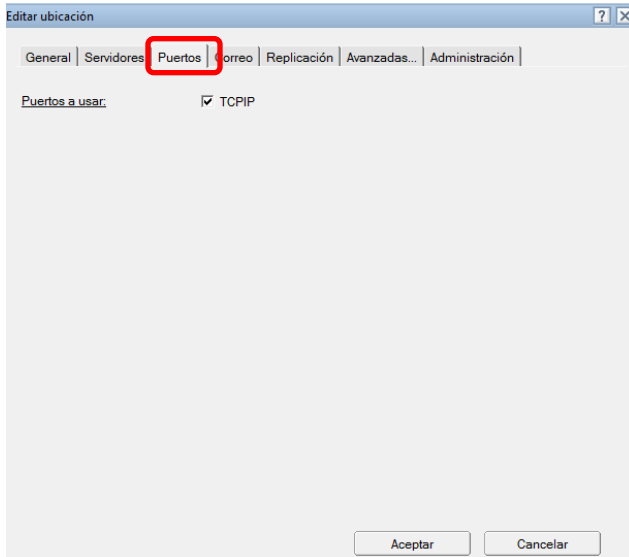 Editar ubicación
General Servidores Puertos Correo Replicación Avanzadas... Administración
Puertos a usar: TCPIP
Aceptar Cancelar